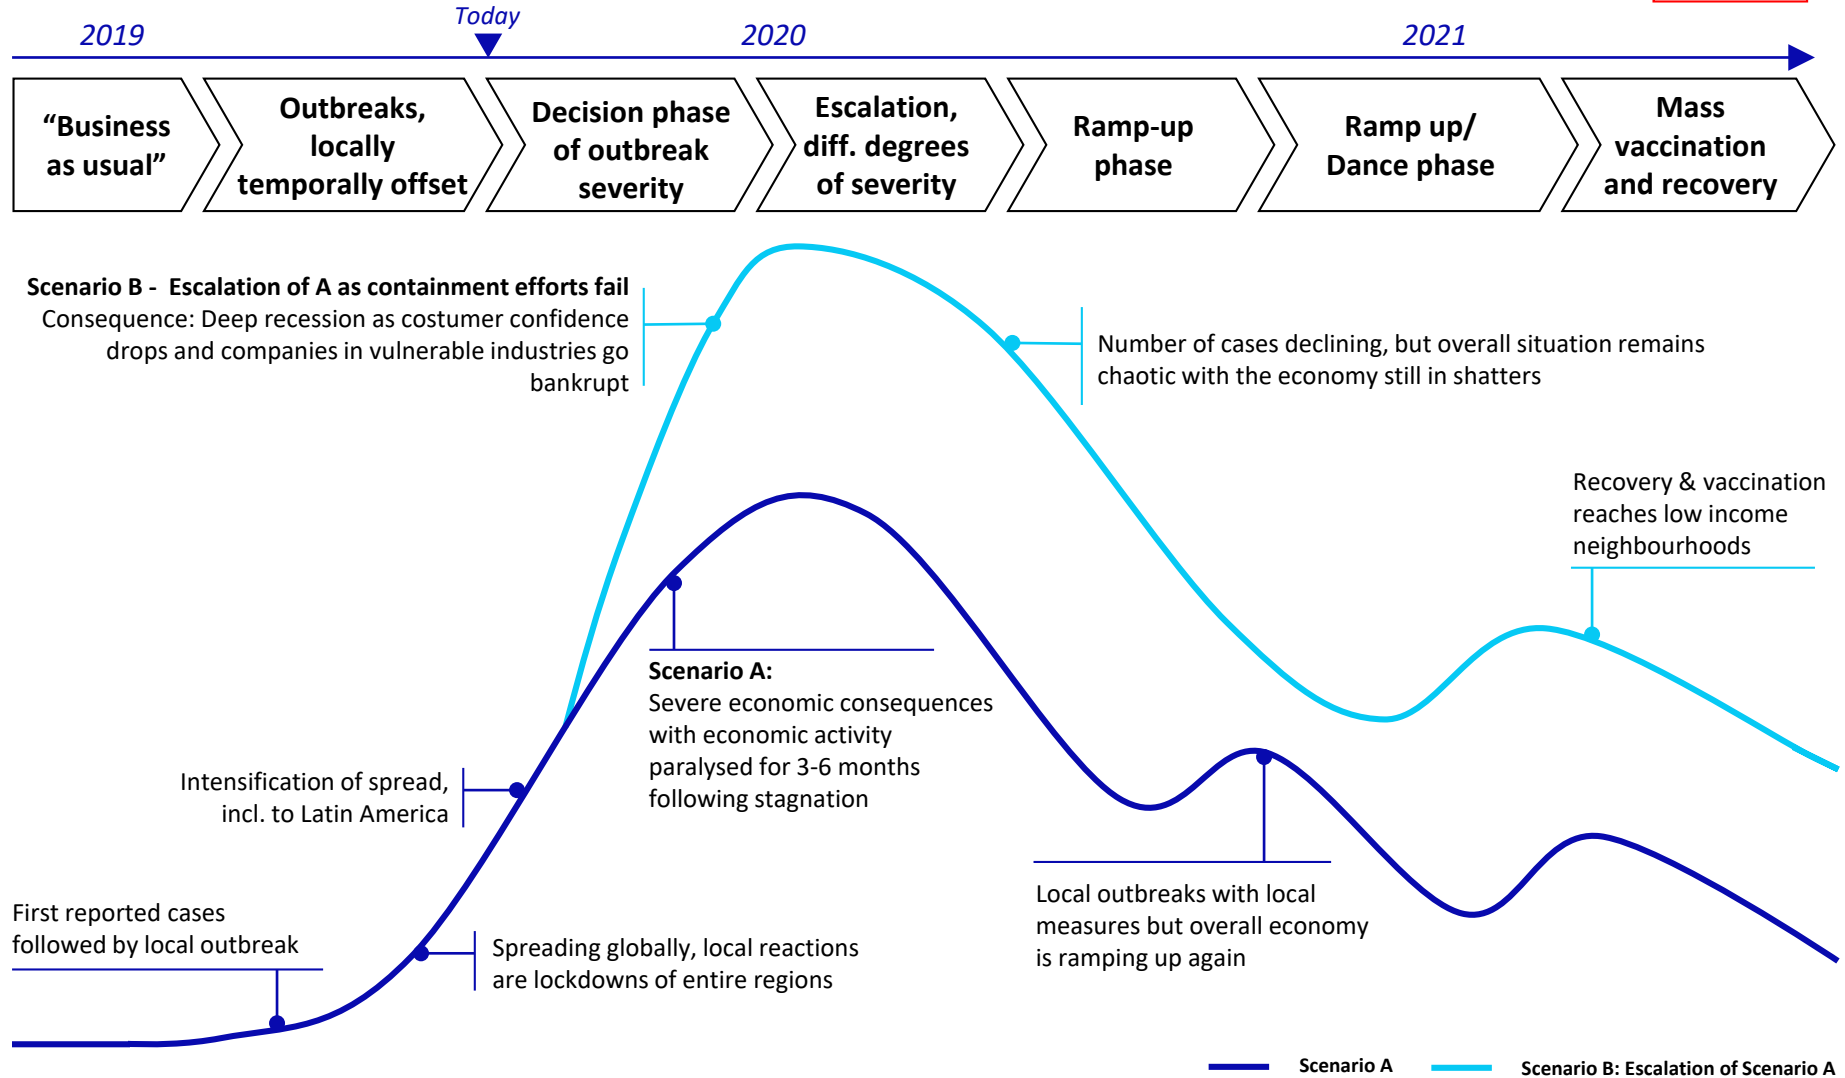 Today
2019
2020
2021
“Business
as usual”
Outbreaks,
locally
temporally offset
Decision phase
of outbreak
severity
Escalation,
diff. degrees
of severity
Ramp-up
phase
Ramp up/
Dance phase
Mass
vaccination
and recovery
Scenario B - Escalation of A as containment efforts fail
Consequence: Deep recession as costumer confidence
drops and companies in vulnerable industries go
bankrupt
Number of cases declining, but overall situation remains
chaotic with the economy still in shatters
Recovery & vaccination
reaches low income
neighbourhoods
Scenario A:
Severe economic consequences
with economic activity
paralysed for 3-6 months
following stagnation
Intensification of spread,
incl. to Latin America
Local outbreaks with local
measures but overall economy
is ramping up again
First reported cases
followed by local outbreak
Spreading globally, local reactions
are lockdowns of entire regions
Scenario A
Scenario B: Escalation of Scenario A